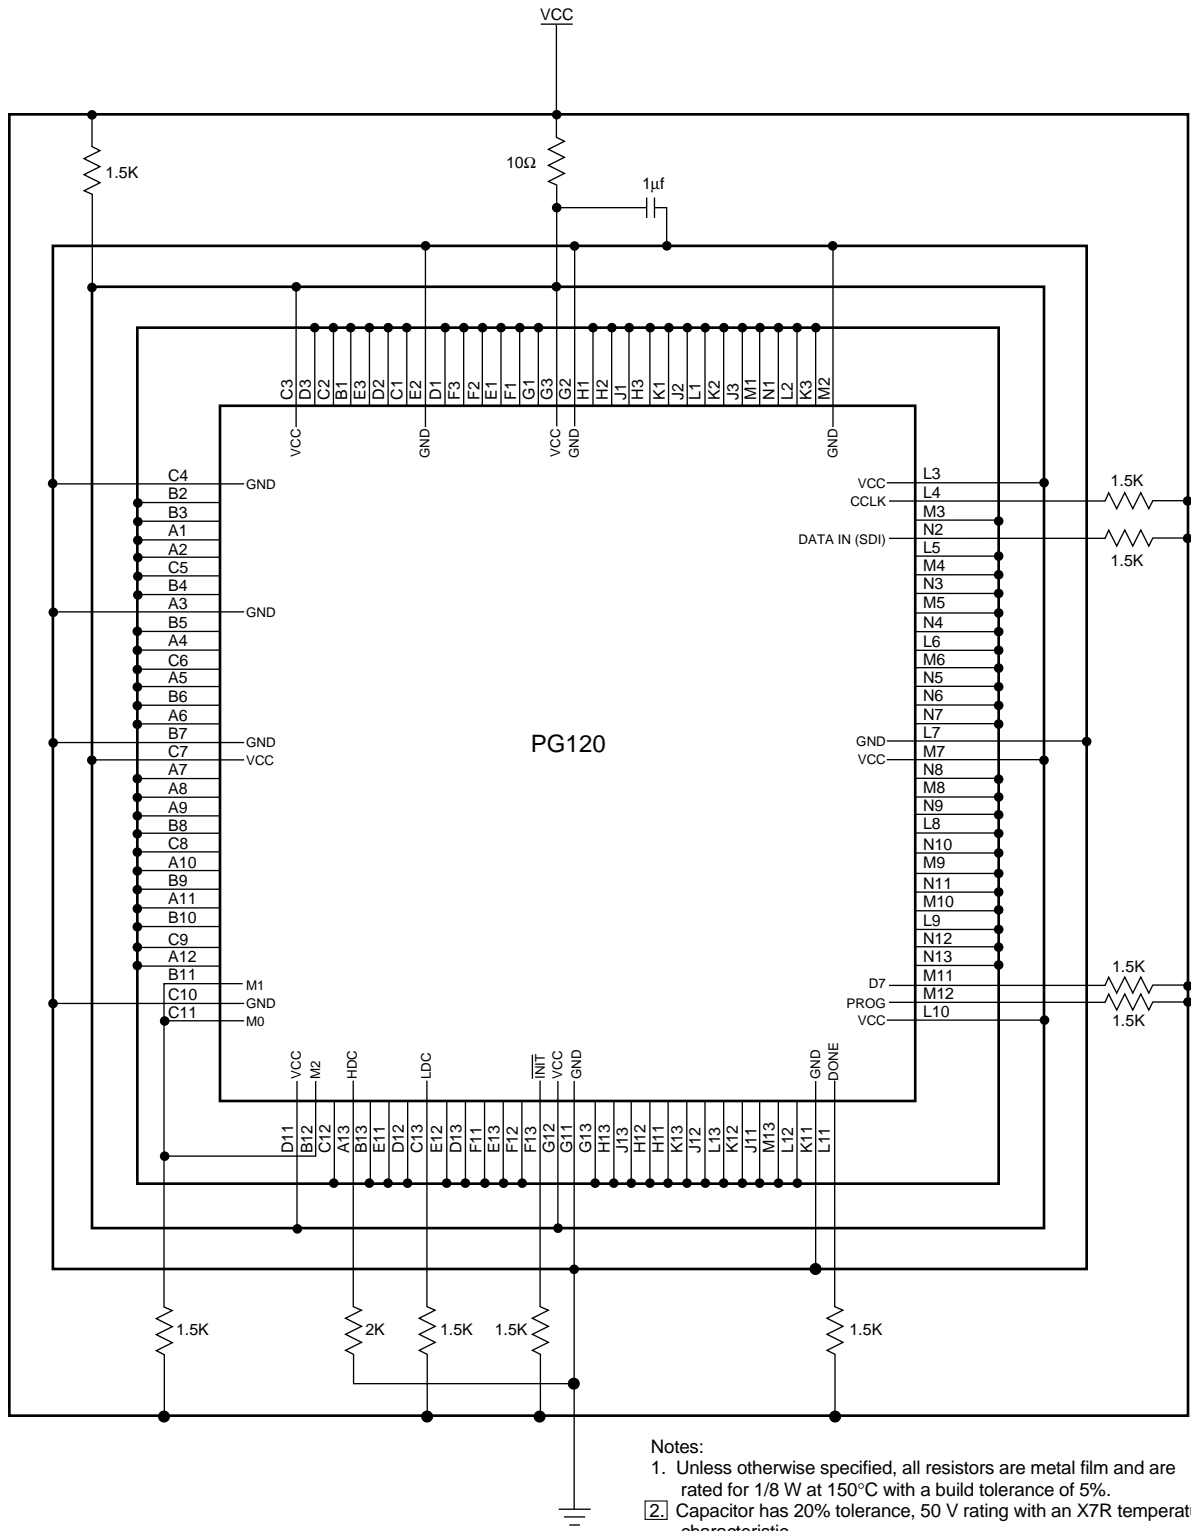 VCC
1.5K
10Ω
1µf
C3
D3
C2
B1
E3
D2
C1
E2
D1
F3
F2
E1
F1
G1
G3
G2
H1
H2
J1
H3
K1
J2
L1
K2
J3
M1
N1
L2
K3
M2
VCC
GND
VCC
GND
GND
C4
GND
B2
B3
A1
A2
C5
B4
A3
GND
B5
A4
C6
A5
B6
A6
B7
GND
C7
VCC
A7
A8
A9
B8
C8
A10
B9
A11
B10
C9
A12
B11
M1
C10
GND
C11
M0
PG120
VCC
L3
CCLK
L4
1.5K
M3
DATA IN (SDI)
N2
1.5K
L5
M4
N3
M5
N4
L6
M6
N5
N6
N7
GND
L7
VCC
M7
N8
M8
N9
L8
N10
M9
N11
M10
L9
N12
N13
D7
M11
1.5K
PROG
M12
1.5K
VCC
L10
VCC
M2
HDC
LDC
INIT
VCC
GND
GND
DONE
D11
B12
C12
A13
B13
E11
D12
C13
E12
D13
F11
E13
F12
F13
G12
G11
G13
H13
J13
H12
H11
K13
J12
L13
K12
J11
M13
L12
K11
L11
1.5K
2K
1.5K
1.5K
1.5K
Notes:
1. Unless otherwise specified, all resistors are metal film and are
rated for 1/8 W at 150°C with a build tolerance of 5%.
2. Capacitor has 20% tolerance, 50 V rating with an X7R temperatu